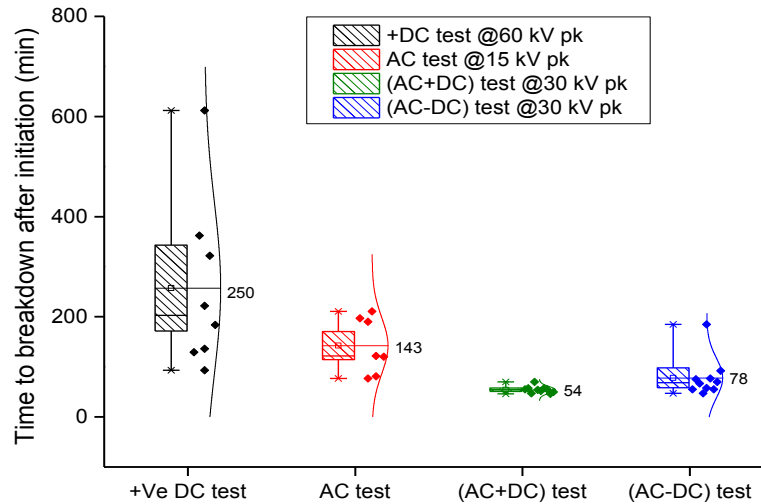 800
600
400
200
0
Time to breakdown after initiation (min)
+DC test @60 kV pk
AC test @15 kV pk
(AC+DC) test @30 kV pk
(AC-DC) test @30 kV pk
250
143
54
78
+Ve DC test
AC test
(AC+DC) test
(AC-DC) test